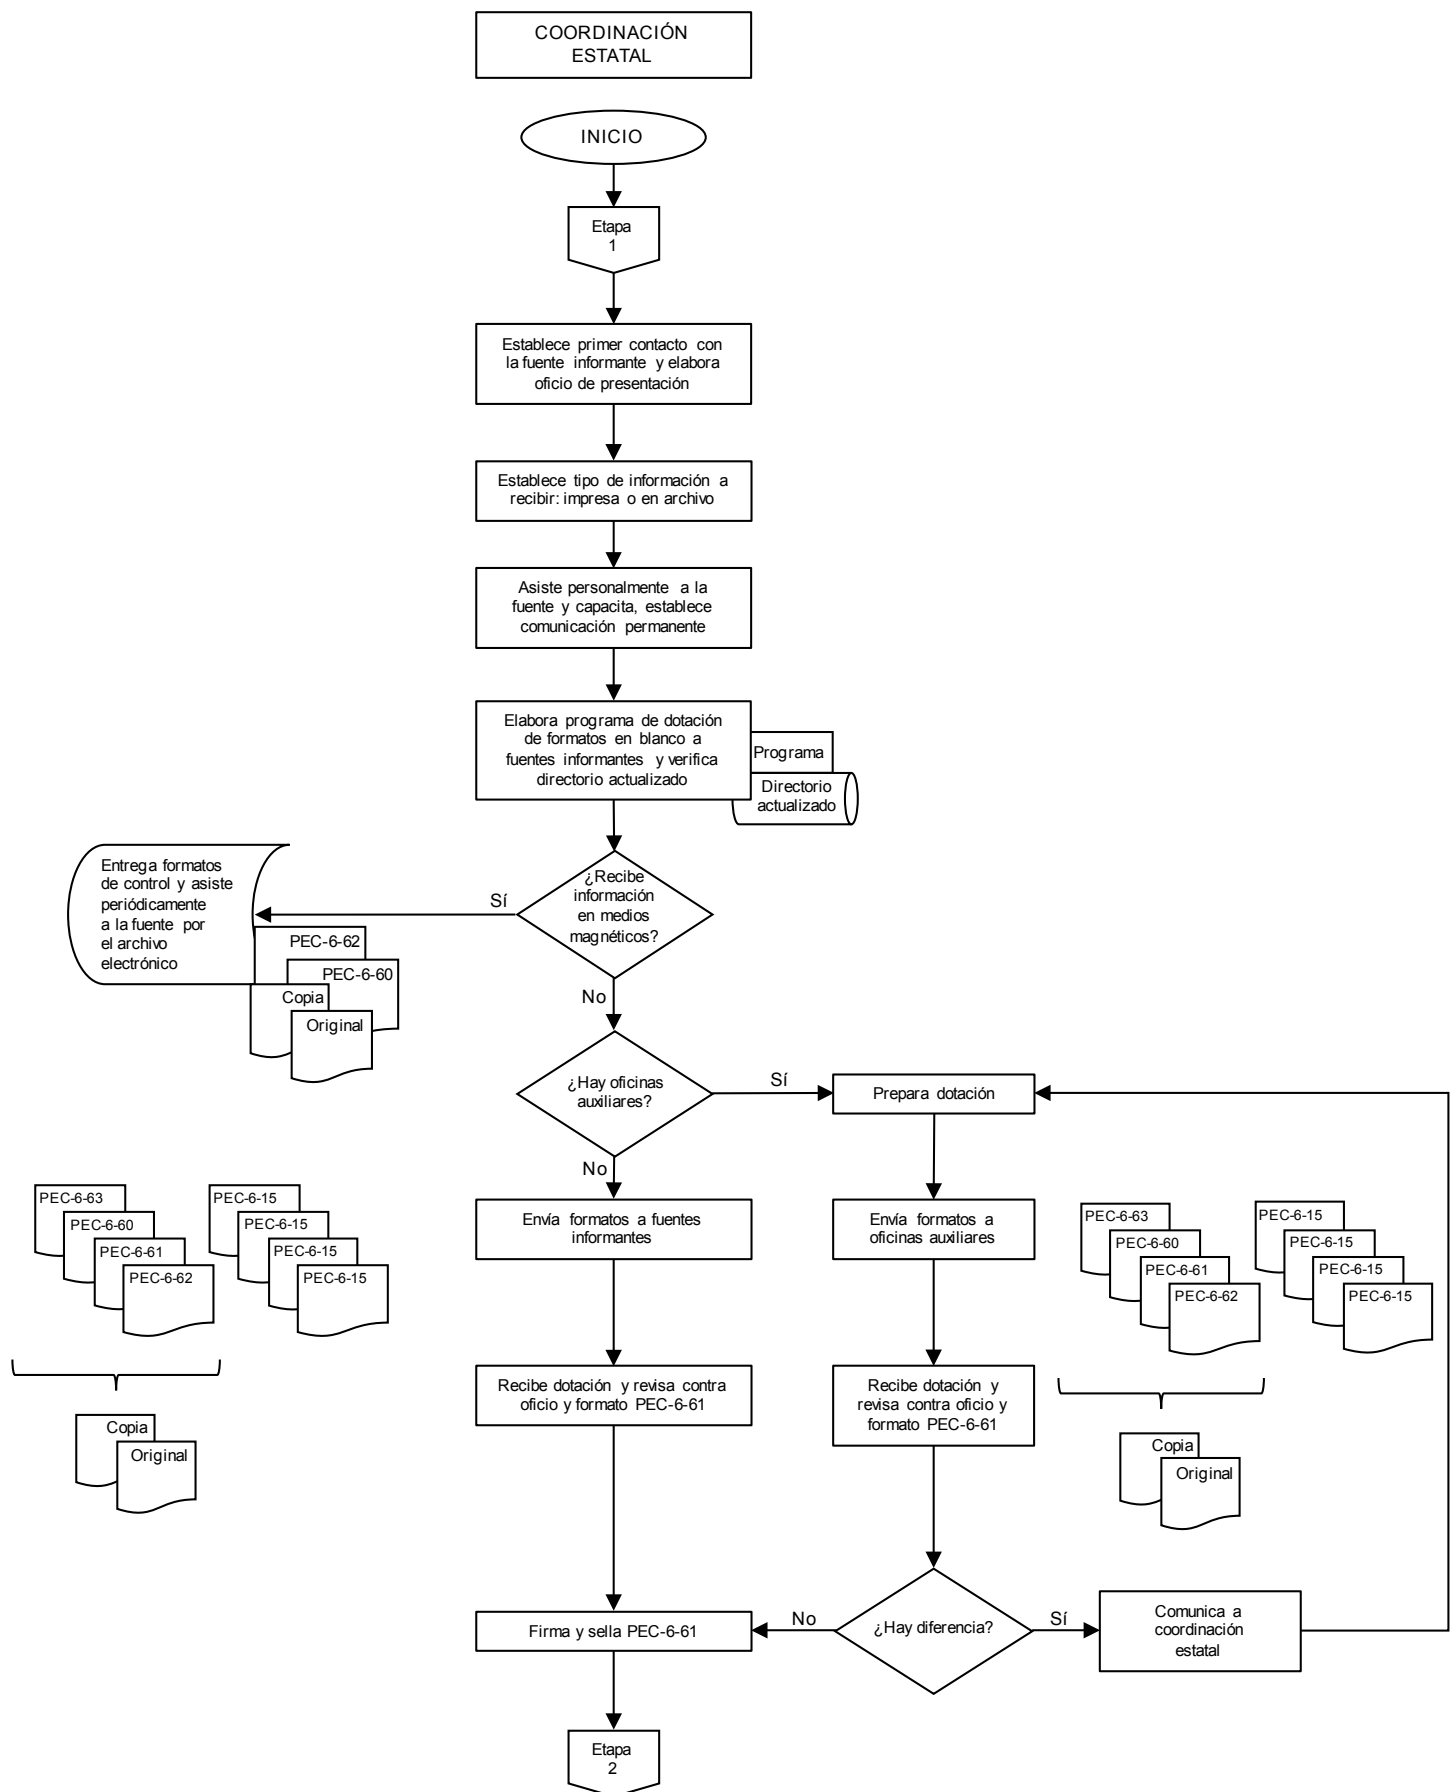 COORDINACIÓN
ESTATAL
INICIO
Etapa
1
Establece primer contacto con
la fuente informante y elabora
oficio de presentación
Establece tipo de información a
recibir: impresa o en archivo
Asiste personalmente a la
fuente y capacita, establece
comunicación permanente
Elabora programa de dotación
de formatos en blanco a
fuentes informantes y verifica
directorio actualizado
Programa
Directorio
actualizado
¿Recibe
información
en medios
magnéticos?
Sí
Entrega formatos
de control y asiste
periódicamente
a la fuente por
el archivo
electrónico
PEC-6-62
PEC-6-60
Copia
Original
No
¿Hay oficinas
auxiliares?
Sí
Prepara dotación
No
PEC-6-63
PEC-6-60
PEC-6-61
PEC-6-62
PEC-6-15
PEC-6-15
PEC-6-15
PEC-6-15
Envía formatos a fuentes
informantes
Envía formatos a
oficinas auxiliares
PEC-6-63
PEC-6-60
PEC-6-61
PEC-6-62
PEC-6-15
PEC-6-15
PEC-6-15
PEC-6-15
Copia
Original
Recibe dotación y revisa contra
oficio y formato PEC-6-61
Recibe dotación y
revisa contra oficio y
formato PEC-6-61
Copia
Original
Firma y sella PEC-6-61
No
¿Hay diferencia?
Sí
Comunica a
coordinación
estatal
Etapa
2